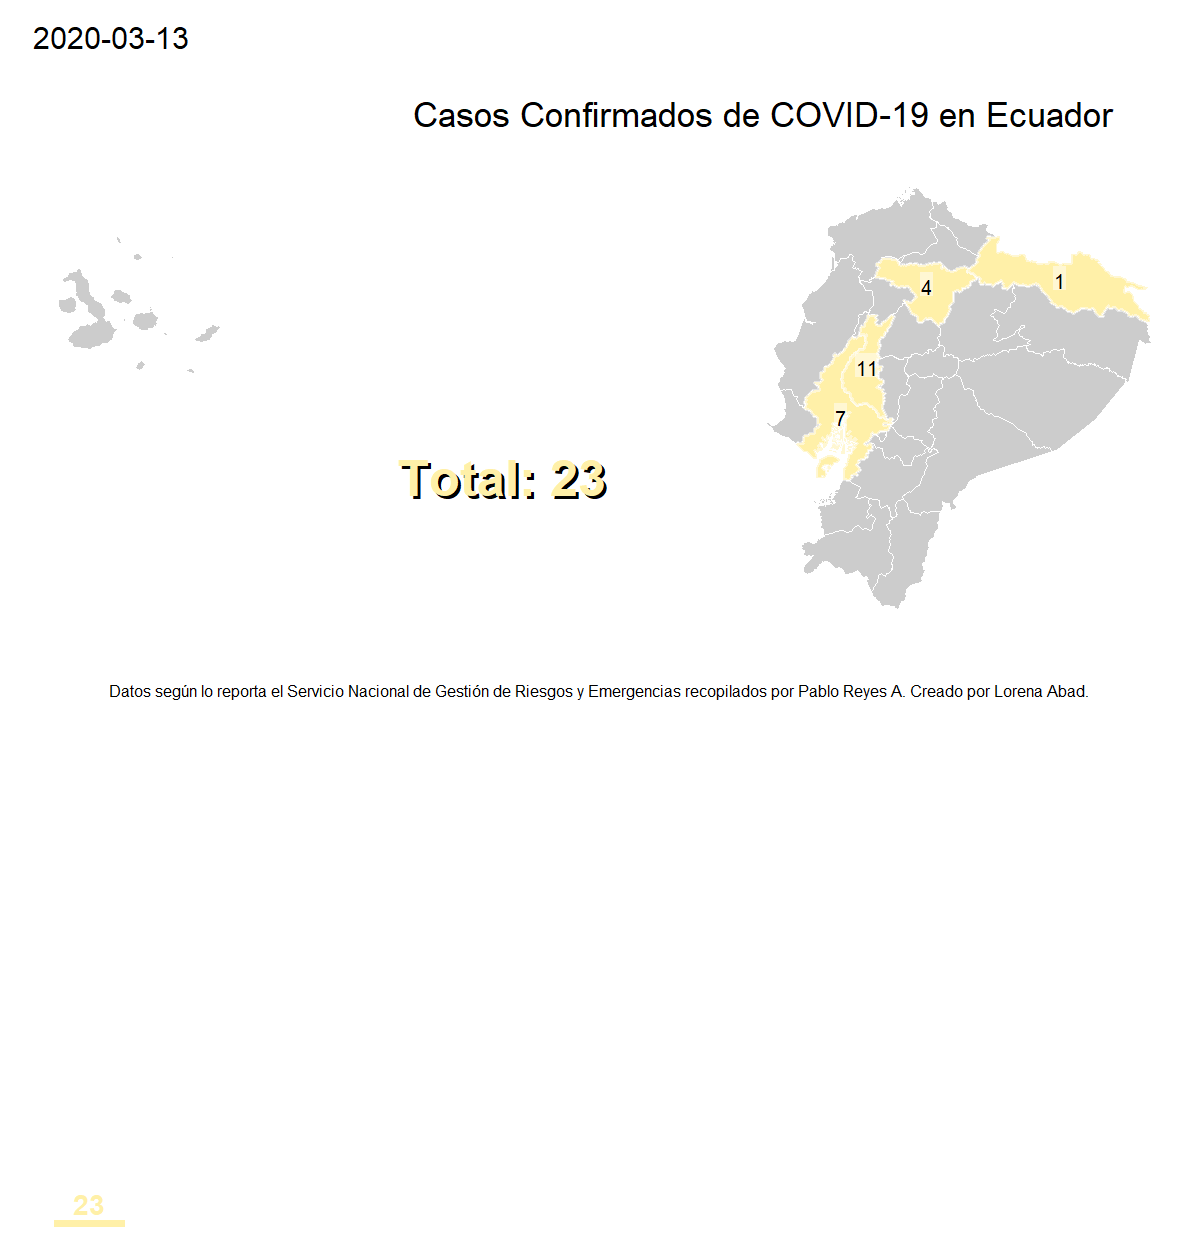 2020-03-13
Casos Confirmados de COVID-19 en Ecuador
4
1
11
7
Total: 23
Datos según lo reporta el Servicio Nacional de Gestión de Riesgos y Emergencias recopilados por Pablo Reyes A. Creado por Lorena Abad.
23